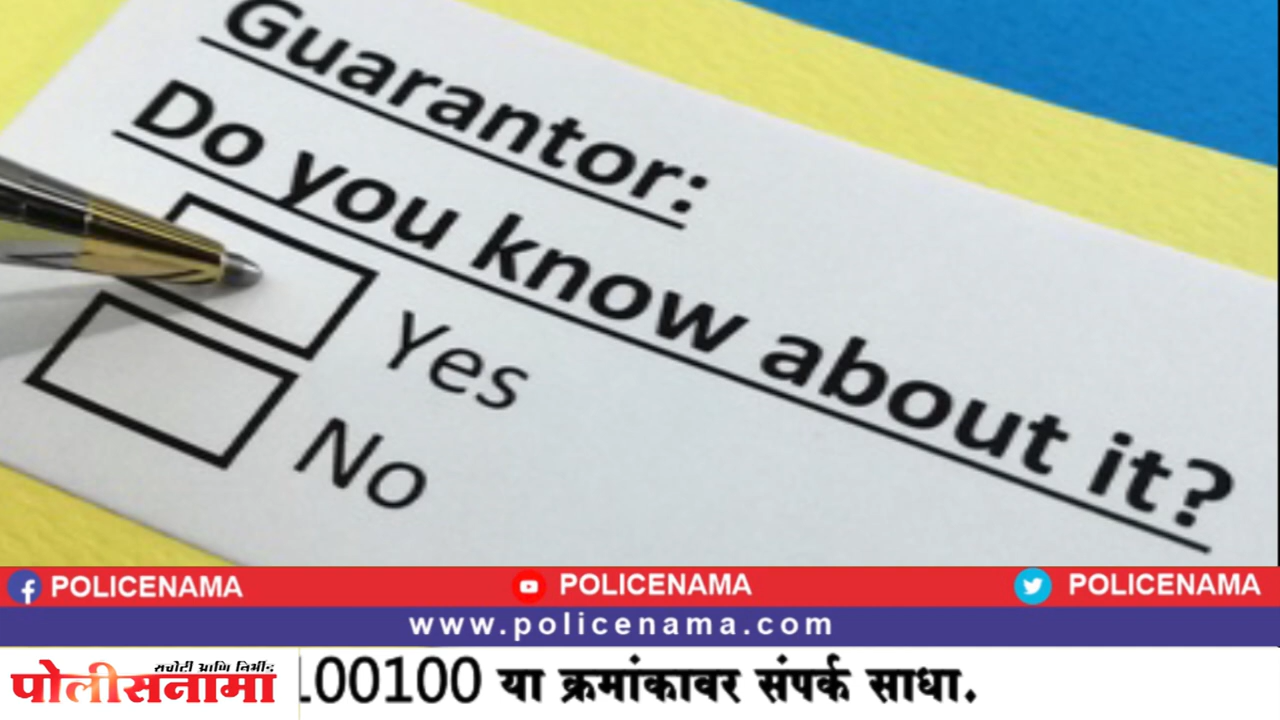 Guarantor:
Do you know about it?
Yes
No
POLICENAMA
POLICENAMA
POLICENAMA
www.policenama.com
सचोटी आणि निर्भीड
पोलीसनामा
100100 या क्रमांकावर संपर्क साधा.